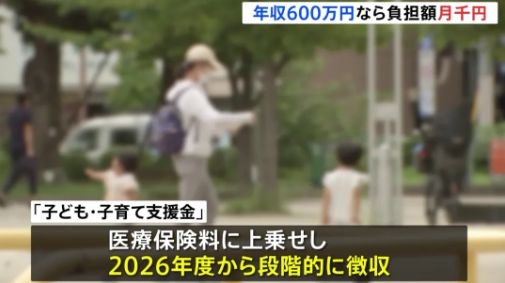 年収600万円なら負担額月千円
「子ども・子育て支援金」
医療保険料に上乗せし
2026年度から段階的に徴収